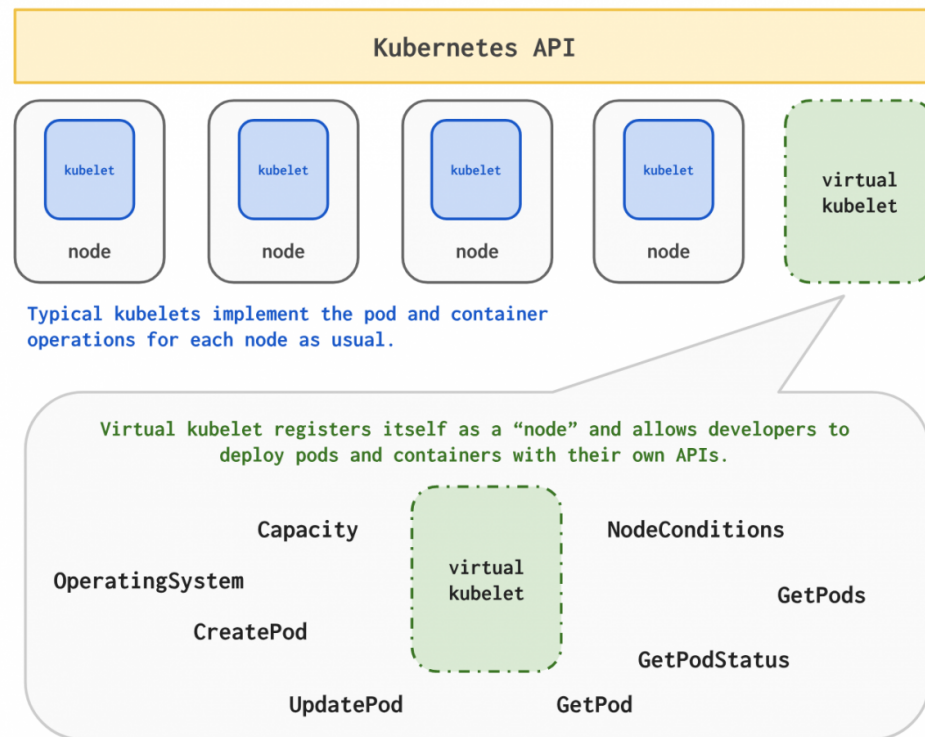 Kubernetes API
kubelet
kubelet
kubelet
kubelet
virtual
kubelet
node
node
node
node
Typical kubelets implement the pod and container
operations for each node as usual.
Virtual kubelet registers itself as a “node” and allows developers to
deploy pods and containers with their own APIs.
Capacity
NodeConditions
OperatingSystem
virtual
kubelet
GetPods
CreatePod
GetPodStatus
UpdatePod
GetPod